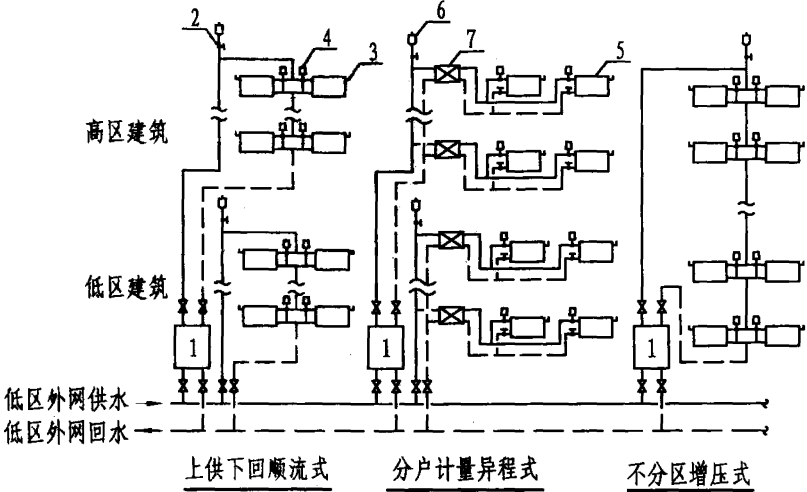 2 4 3 6 7 5
高区建筑
低区建筑
1 1 1
低区外网供水
低区外网回水
上供下回顺流式 分户计量异程式 不分区增压式